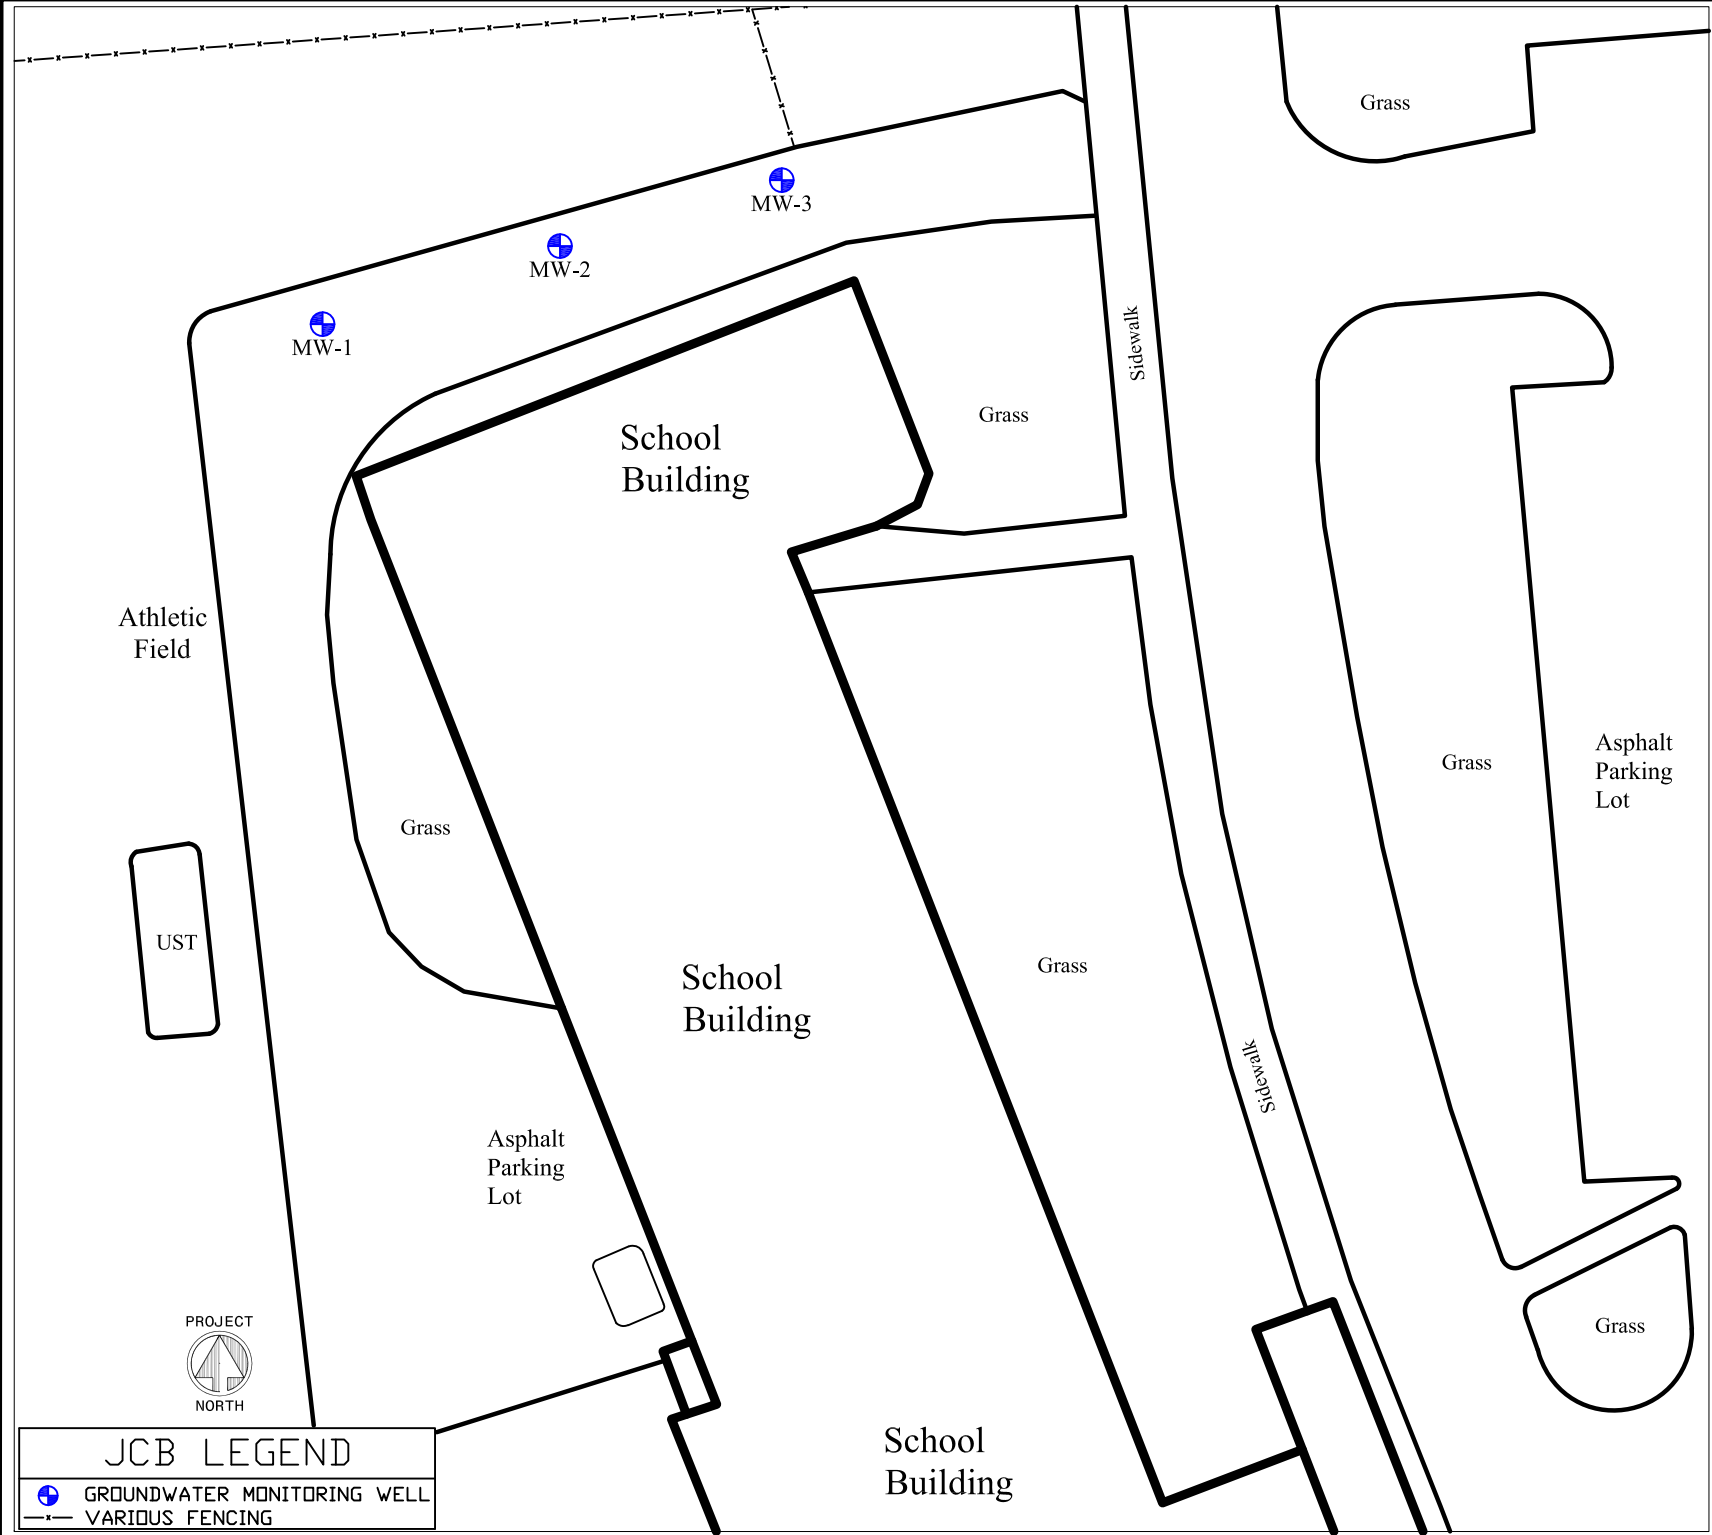 Grass
MW-3
MW-2
MW-1
Sidewalk
Grass
School
Building
Athletic
Field
Grass
Asphalt
Parking
Lot
Grass
UST
Grass
School
Building
Sidewalk
Asphalt
Parking
Lot
Grass
PROJECT
NORTH
School
Building
JCB LEGEND
GROUNDWATER MONITORING WELL
VARIOUS FENCING